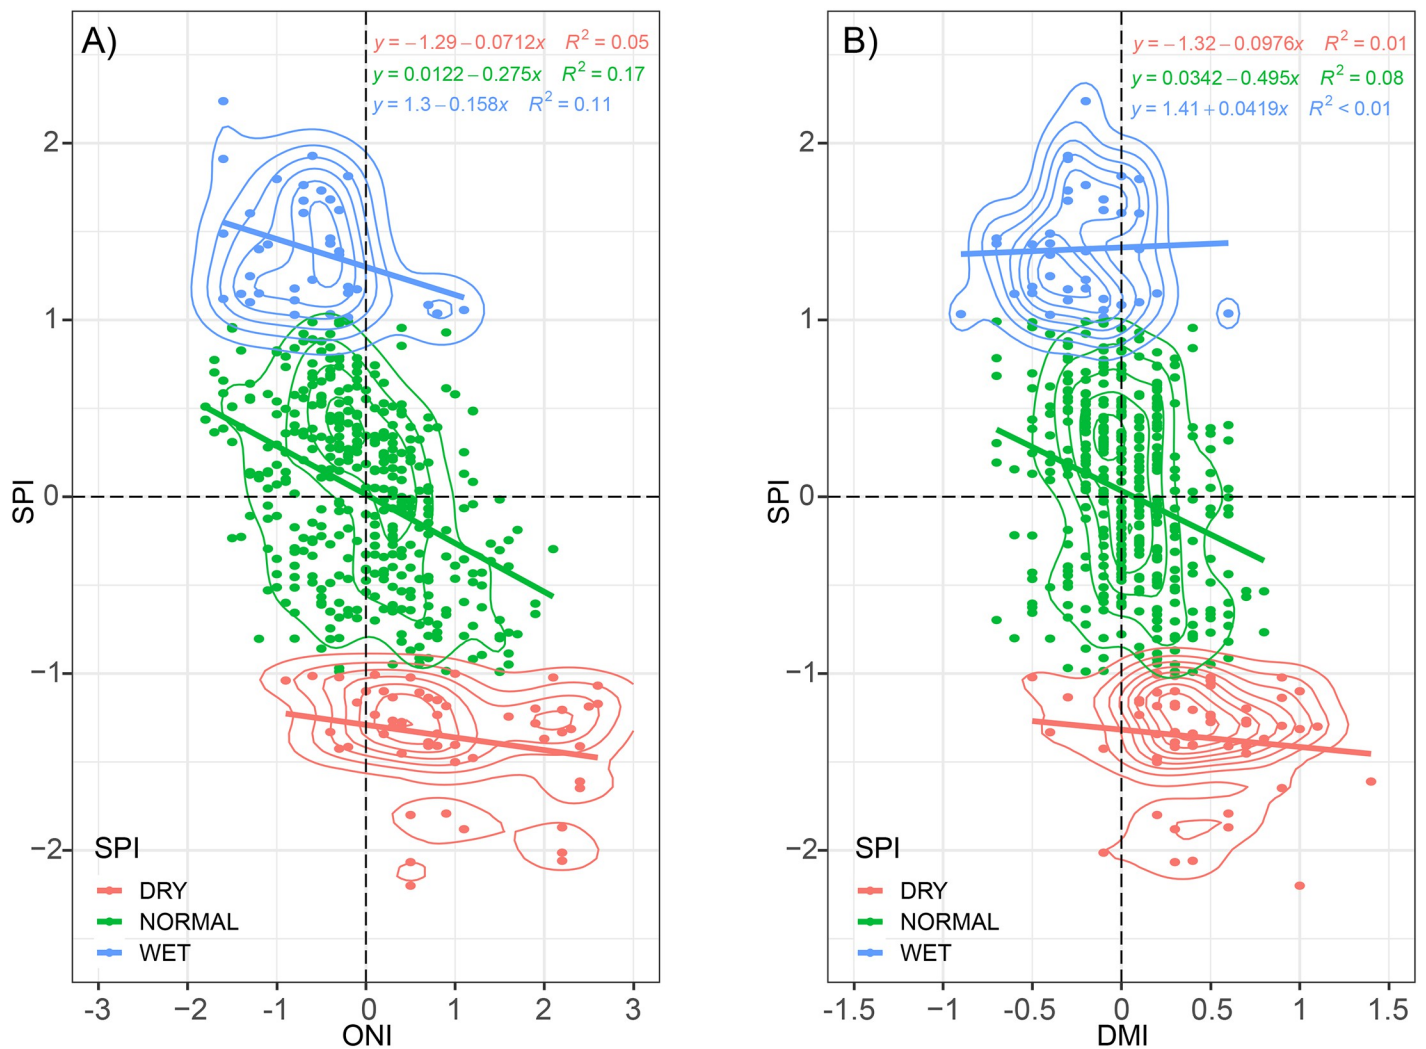 A)
y = −1.29 − 0.0712x R² = 0.05
y = 0.0122 − 0.275x R² = 0.17
y = 1.3 − 0.158x R² = 0.11
2
1
0
−1
−2
SPI
SPI
DRY
NORMAL
WET
-3 −2 −1 0 1 2 3
ONI
B)
y = −1.32 − 0.0976x R² = 0.01
y = 0.0342 − 0.495x R² = 0.08
y = 1.41 + 0.0419x R² < 0.01
2
1
0
−1
−2
SPI
SPI
DRY
NORMAL
WET
-1.5 −1 -0.5 0 0.5 1 1.5
DMI